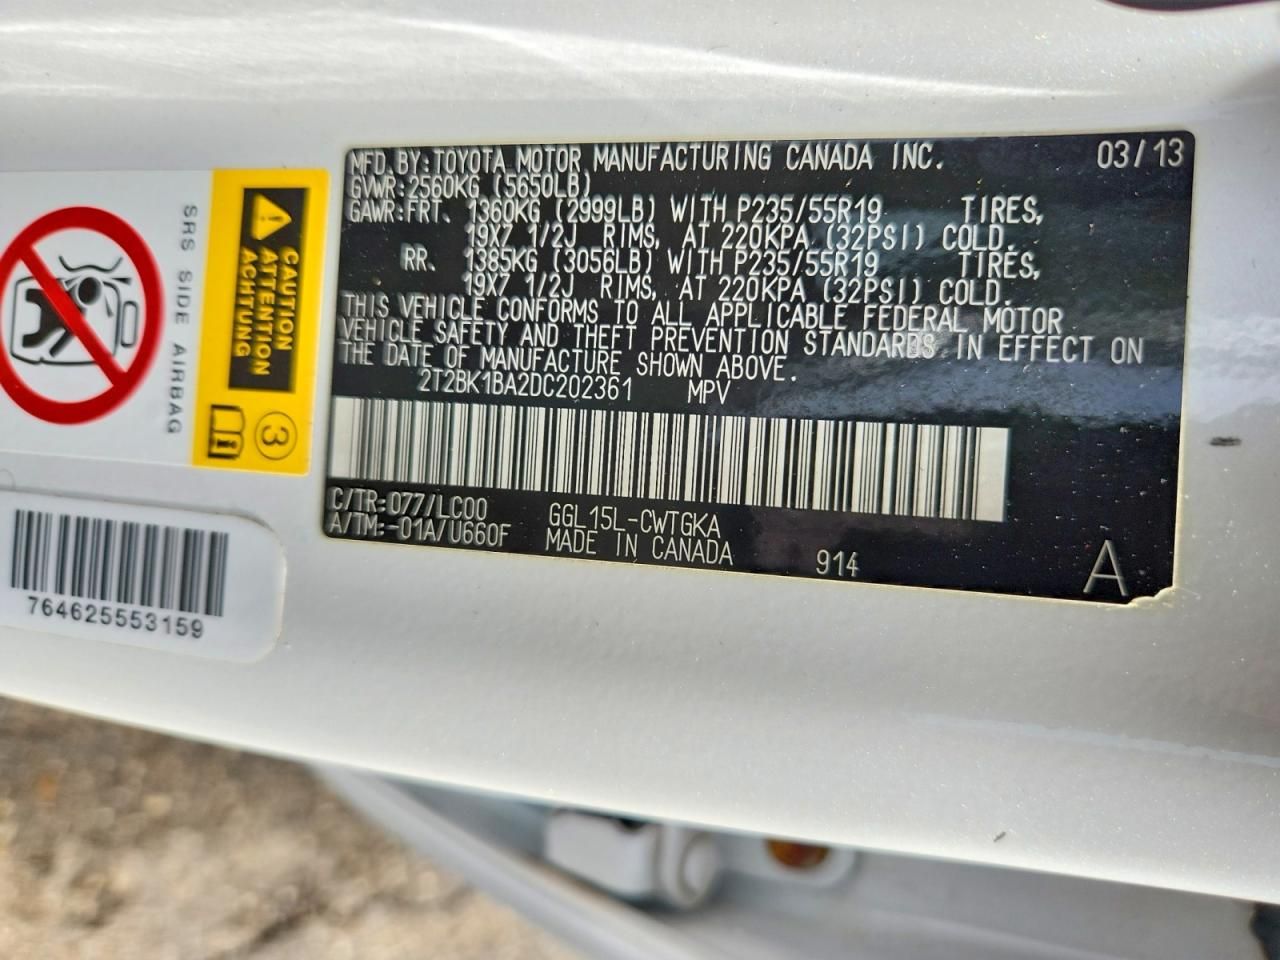 MFD. BY: TOYOTA MOTOR MANUFACTURING CANADA INC. 03/13
GVWR: 2560KG (5650LB)
GAWR: FRT. 1360KG (2999LB) WITH P235/55R19 TIRES,
19X7 1/2J RIMS, AT 220KPA (32PSI) COLD.
RR. 1385KG (3056LB) WITH P235/55R19 TIRES,
19X7 1/2J RIMS, AT 220KPA (32PSI) COLD.
THIS VEHICLE CONFORMS TO ALL APPLICABLE FEDERAL MOTOR
VEHICLE SAFETY AND THEFT PREVENTION STANDARDS IN EFFECT ON
THE DATE OF MANUFACTURE SHOWN ABOVE.
2T2BK1BA2DC202361 MPV
C/TR: 077/LC00 GGL15L-CWTGKA
A/TM: -01A/U660F MADE IN CANADA 914 A
CAUTION
ATTENTION
ACHTUNG
3
i
SRS SIDE AIRBAG
764625553159